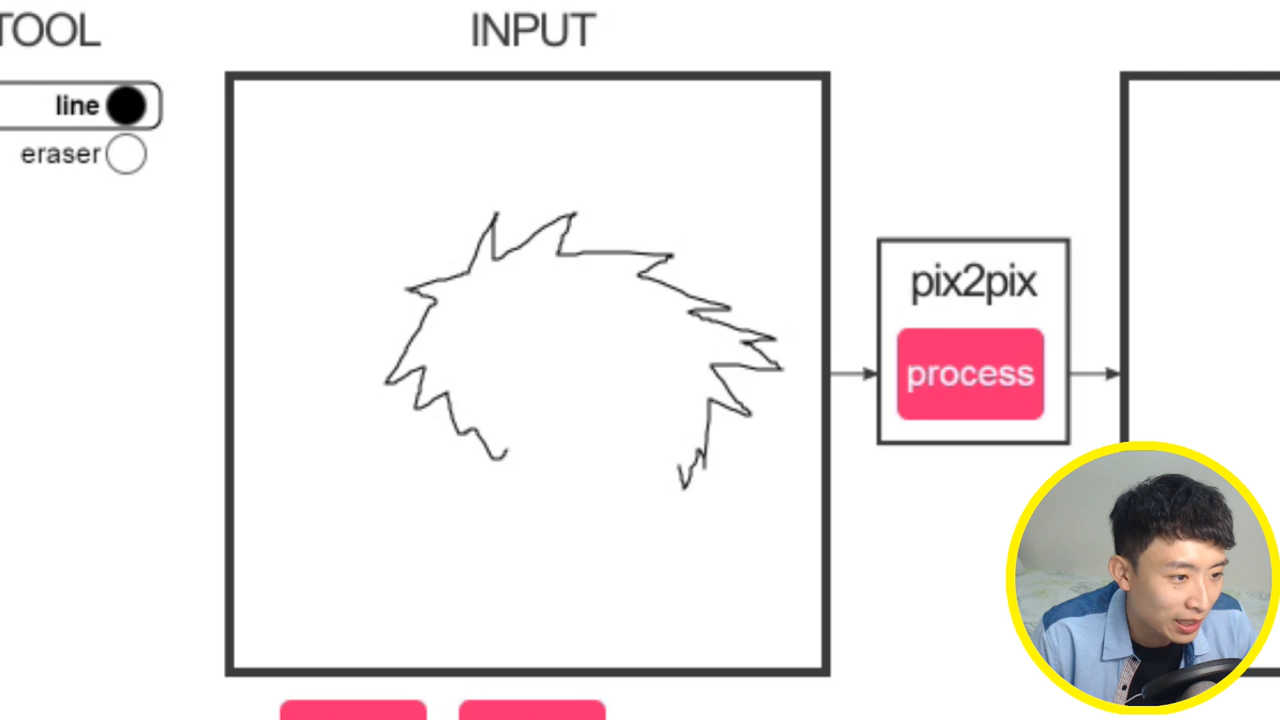 TOOL
INPUT
line
eraser
pix2pix
process